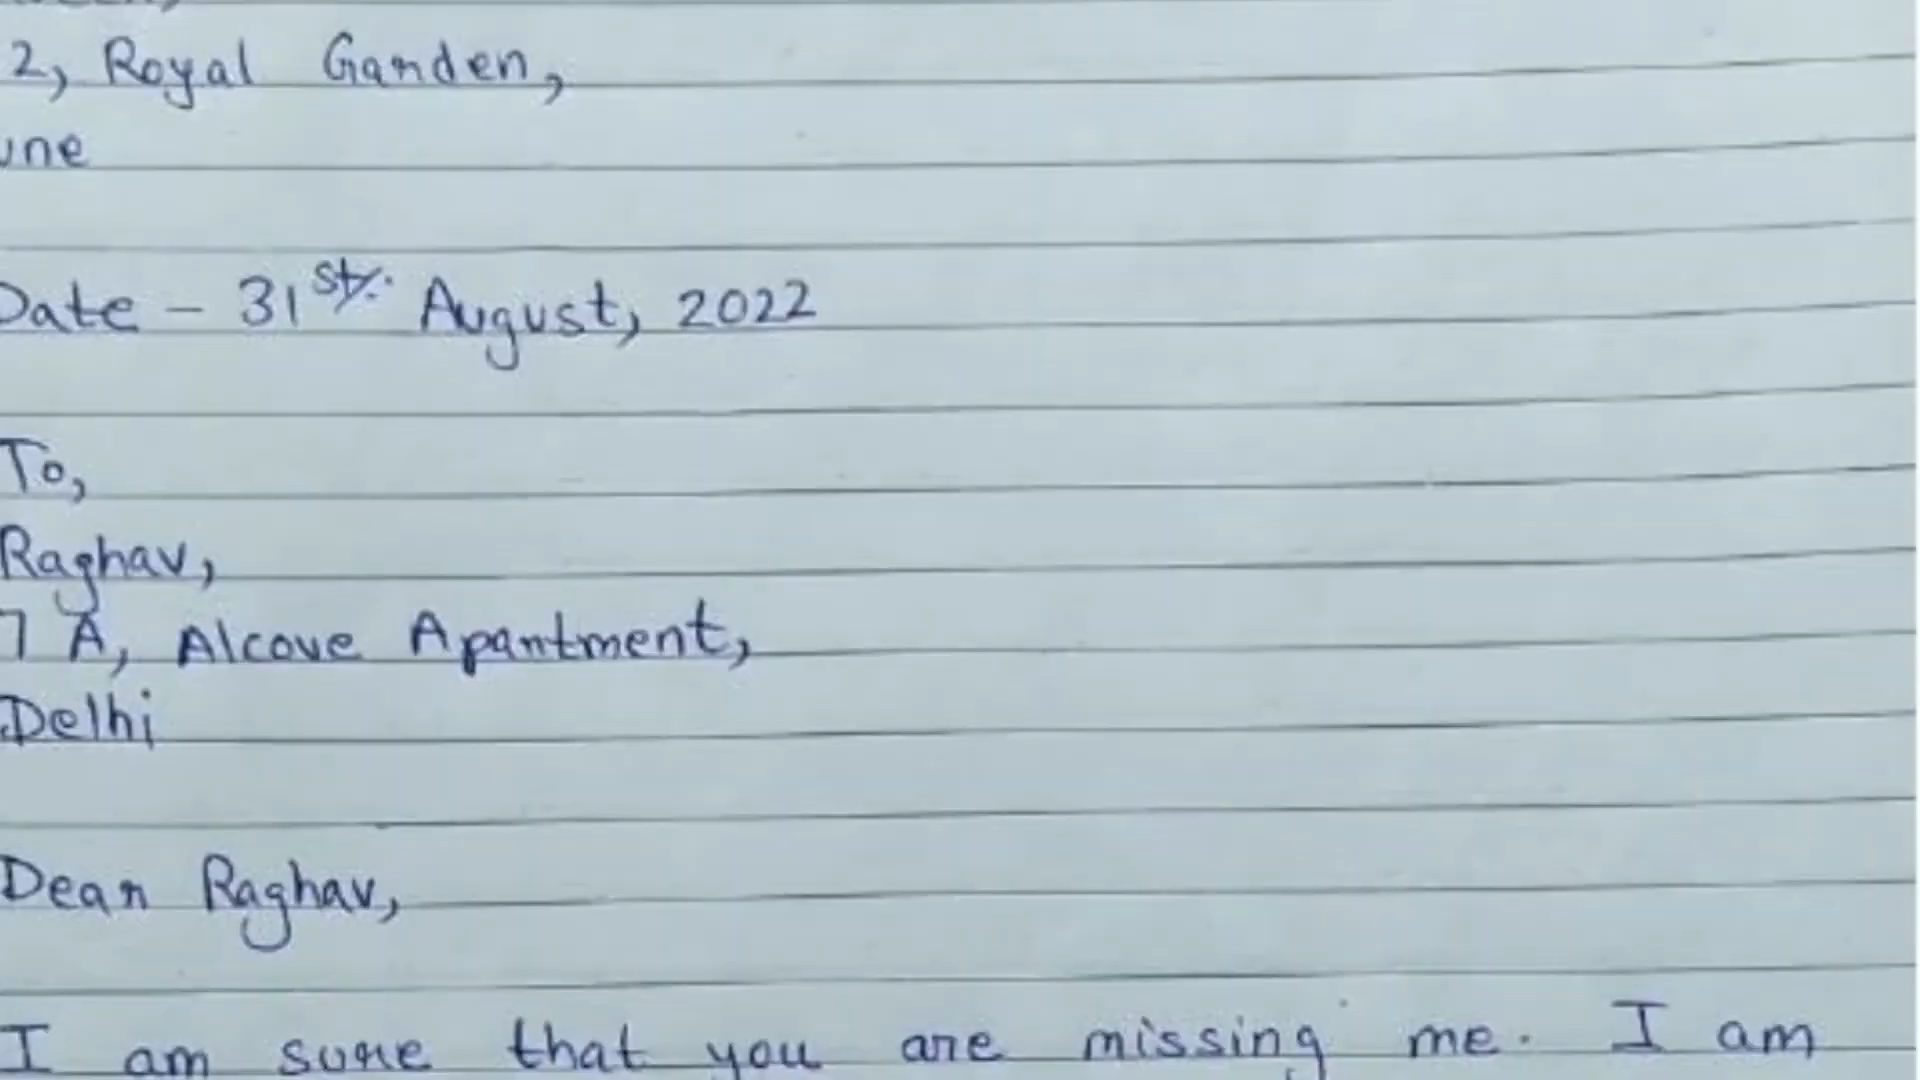 2, Royal Garden,
une
Date - 31st. August, 2022
To,
Raghav,
7 A, Alcove Apartment,
Delhi
Dear Raghav,
I am sure that you are missing me. I am